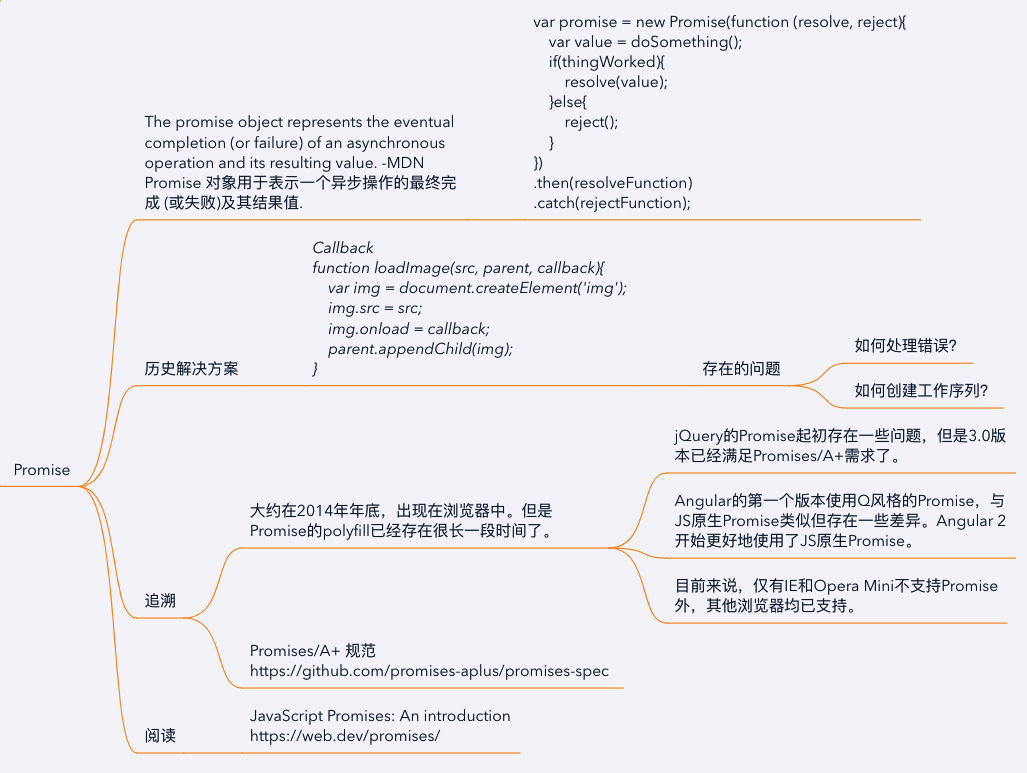 Promise
The promise object represents the eventual
completion (or failure) of an asynchronous
operation and its resulting value. -MDN
Promise 对象用于表示一个异步操作的最终完
成 (或失败)及其结果值.
var promise = new Promise(function (resolve, reject){
    var value = doSomething();
    if(thingWorked){
        resolve(value);
    }else{
        reject();
    }
})
.then(resolveFunction)
.catch(rejectFunction);
历史解决方案
Callback
function loadImage(src, parent, callback){
    var img = document.createElement('img');
    img.src = src;
    img.onload = callback;
    parent.appendChild(img);
}
存在的问题
如何处理错误？
如何创建工作序列？
追溯
大约在2014年年底，出现在浏览器中。但是
Promise的polyfill已经存在很长一段时间了。
jQuery的Promise起初存在一些问题，但是3.0版
本已经满足Promises/A+需求了。
Angular的第一个版本使用Q风格的Promise，与
JS原生Promise类似但存在一些差异。Angular 2
开始更好地使用了JS原生Promise。
目前来说，仅有IE和Opera Mini不支持Promise
外，其他浏览器均已支持。
Promises/A+ 规范
https://github.com/promises-aplus/promises-spec
阅读
JavaScript Promises: An introduction
https://web.dev/promises/